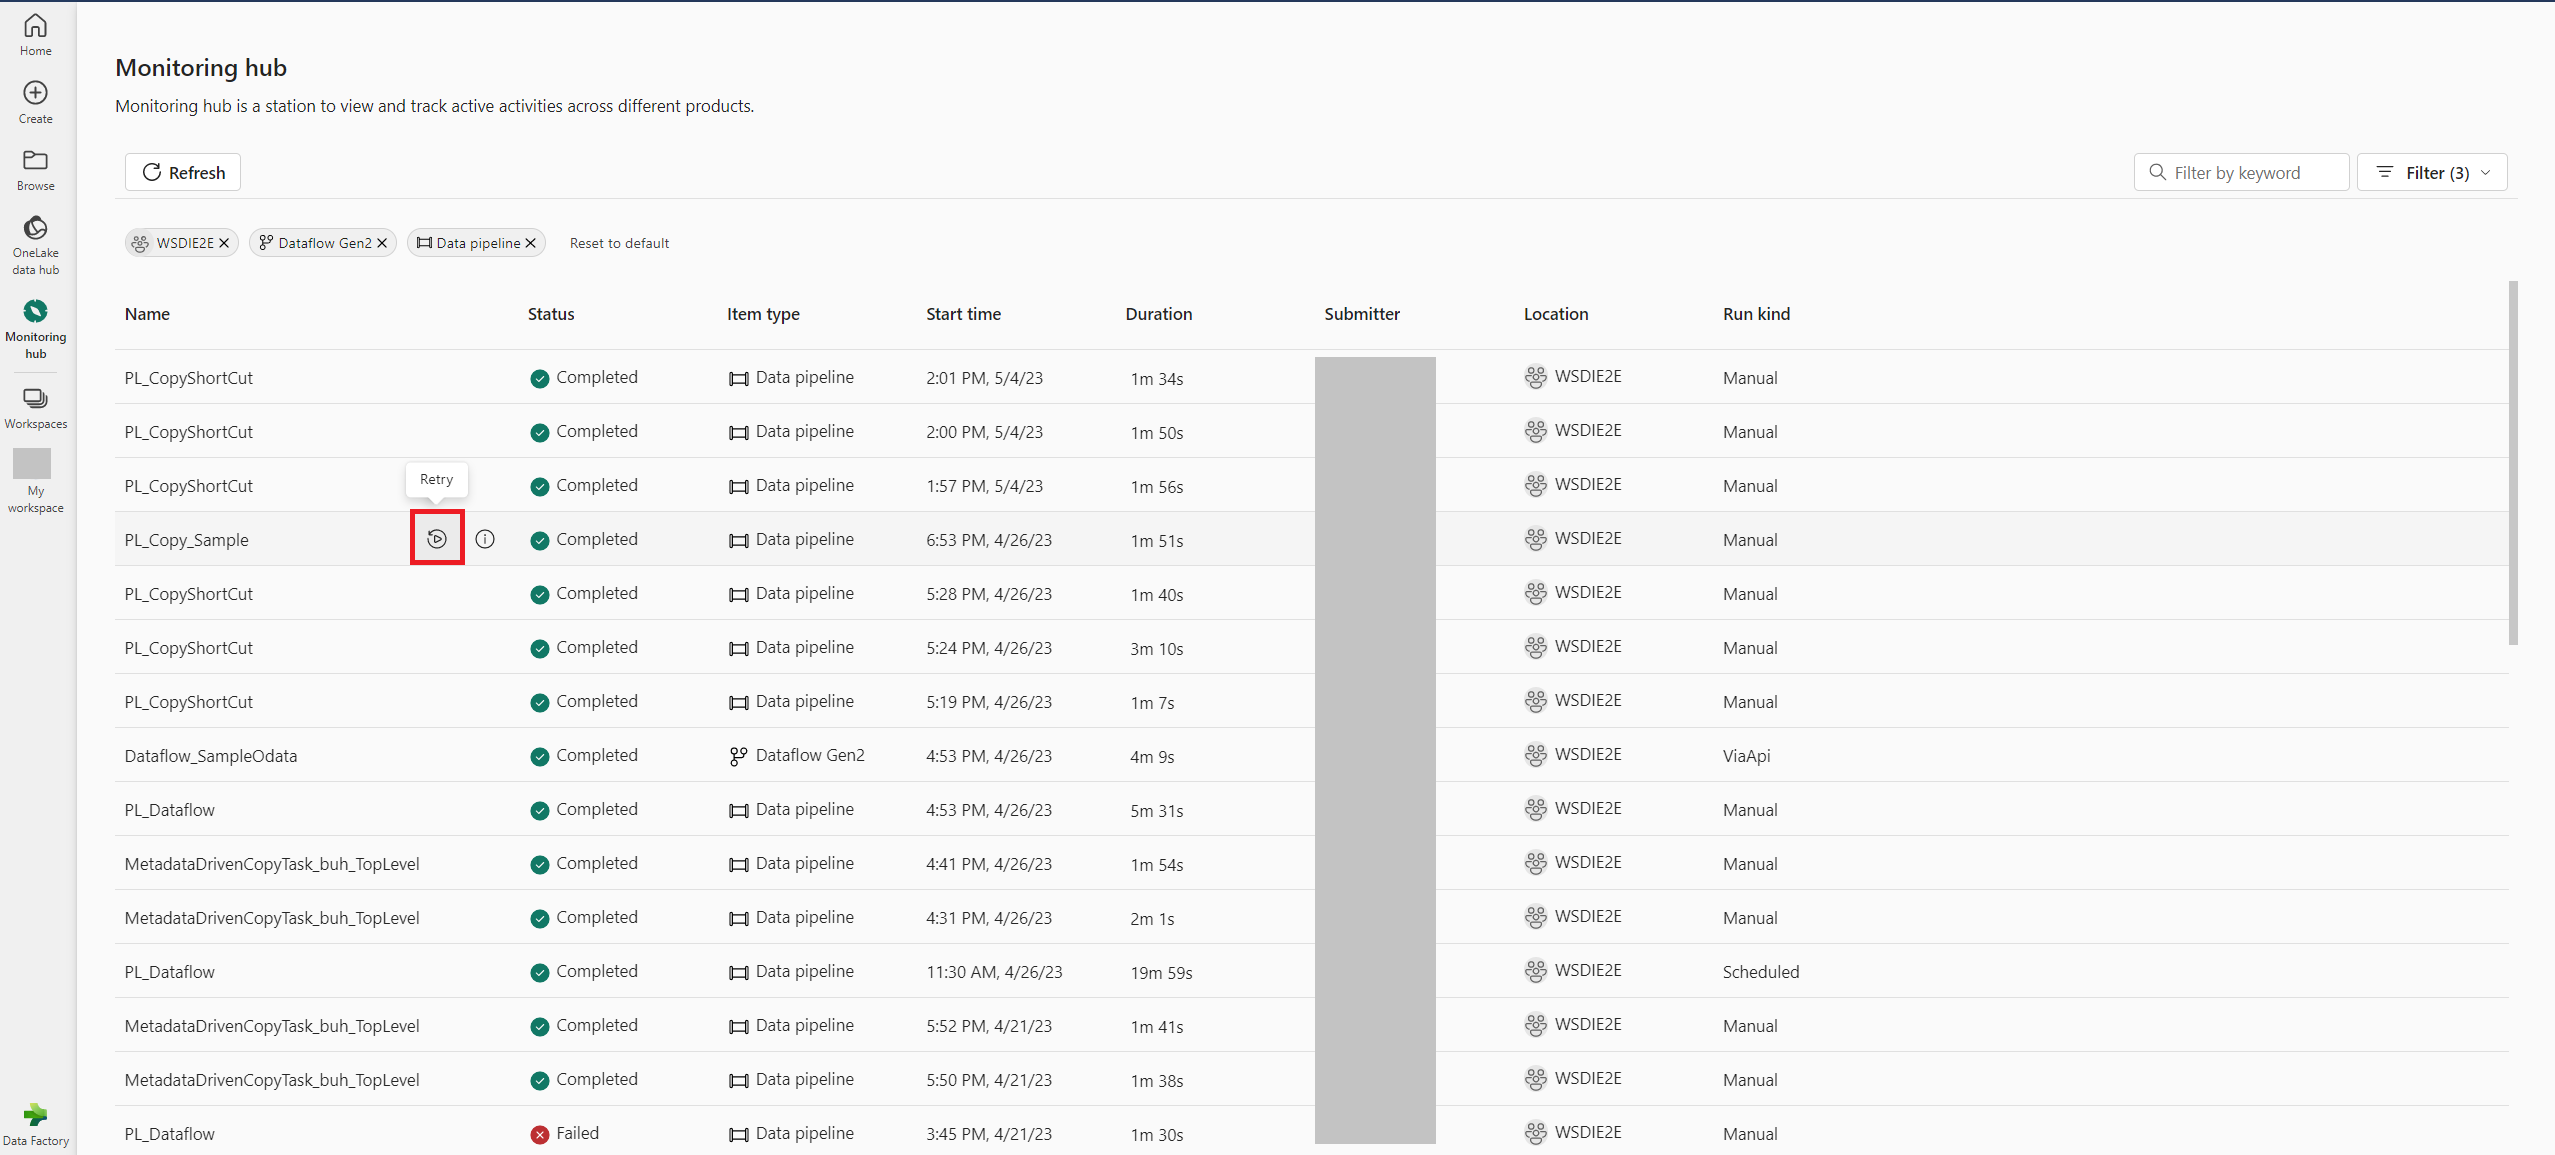 Home
Create
Browse
OneLake
data hub
Monitoring
hub
Workspaces
My
workspace
Data Factory
Monitoring hub
Monitoring hub is a station to view and track active activities across different products.
Refresh
Filter by keyword
Filter (3)
WSDIE2E Dataflow Gen2 Data pipeline Reset to default
Name Status Item type Start time Duration Submitter Location Run kind
PL_CopyShortCut Completed Data pipeline 2:01 PM, 5/4/23 1m 34s WSDIE2E Manual
PL_CopyShortCut Completed Data pipeline 2:00 PM, 5/4/23 1m 50s WSDIE2E Manual
Retry
PL_CopyShortCut Completed Data pipeline 1:57 PM, 5/4/23 1m 56s WSDIE2E Manual
PL_Copy_Sample Completed Data pipeline 6:53 PM, 4/26/23 1m 51s WSDIE2E Manual
PL_CopyShortCut Completed Data pipeline 5:28 PM, 4/26/23 1m 40s WSDIE2E Manual
PL_CopyShortCut Completed Data pipeline 5:24 PM, 4/26/23 3m 10s WSDIE2E Manual
PL_CopyShortCut Completed Data pipeline 5:19 PM, 4/26/23 1m 7s WSDIE2E Manual
Dataflow_SampleOdata Completed Dataflow Gen2 4:53 PM, 4/26/23 4m 9s WSDIE2E ViaApi
PL_Dataflow Completed Data pipeline 4:53 PM, 4/26/23 5m 31s WSDIE2E Manual
MetadataDrivenCopyTask_buh_TopLevel Completed Data pipeline 4:41 PM, 4/26/23 1m 54s WSDIE2E Manual
MetadataDrivenCopyTask_buh_TopLevel Completed Data pipeline 4:31 PM, 4/26/23 2m 1s WSDIE2E Manual
PL_Dataflow Completed Data pipeline 11:30 AM, 4/26/23 19m 59s WSDIE2E Scheduled
MetadataDrivenCopyTask_buh_TopLevel Completed Data pipeline 5:52 PM, 4/21/23 1m 41s WSDIE2E Manual
MetadataDrivenCopyTask_buh_TopLevel Completed Data pipeline 5:50 PM, 4/21/23 1m 38s WSDIE2E Manual
PL_Dataflow Failed Data pipeline 3:45 PM, 4/21/23 1m 30s WSDIE2E Manual